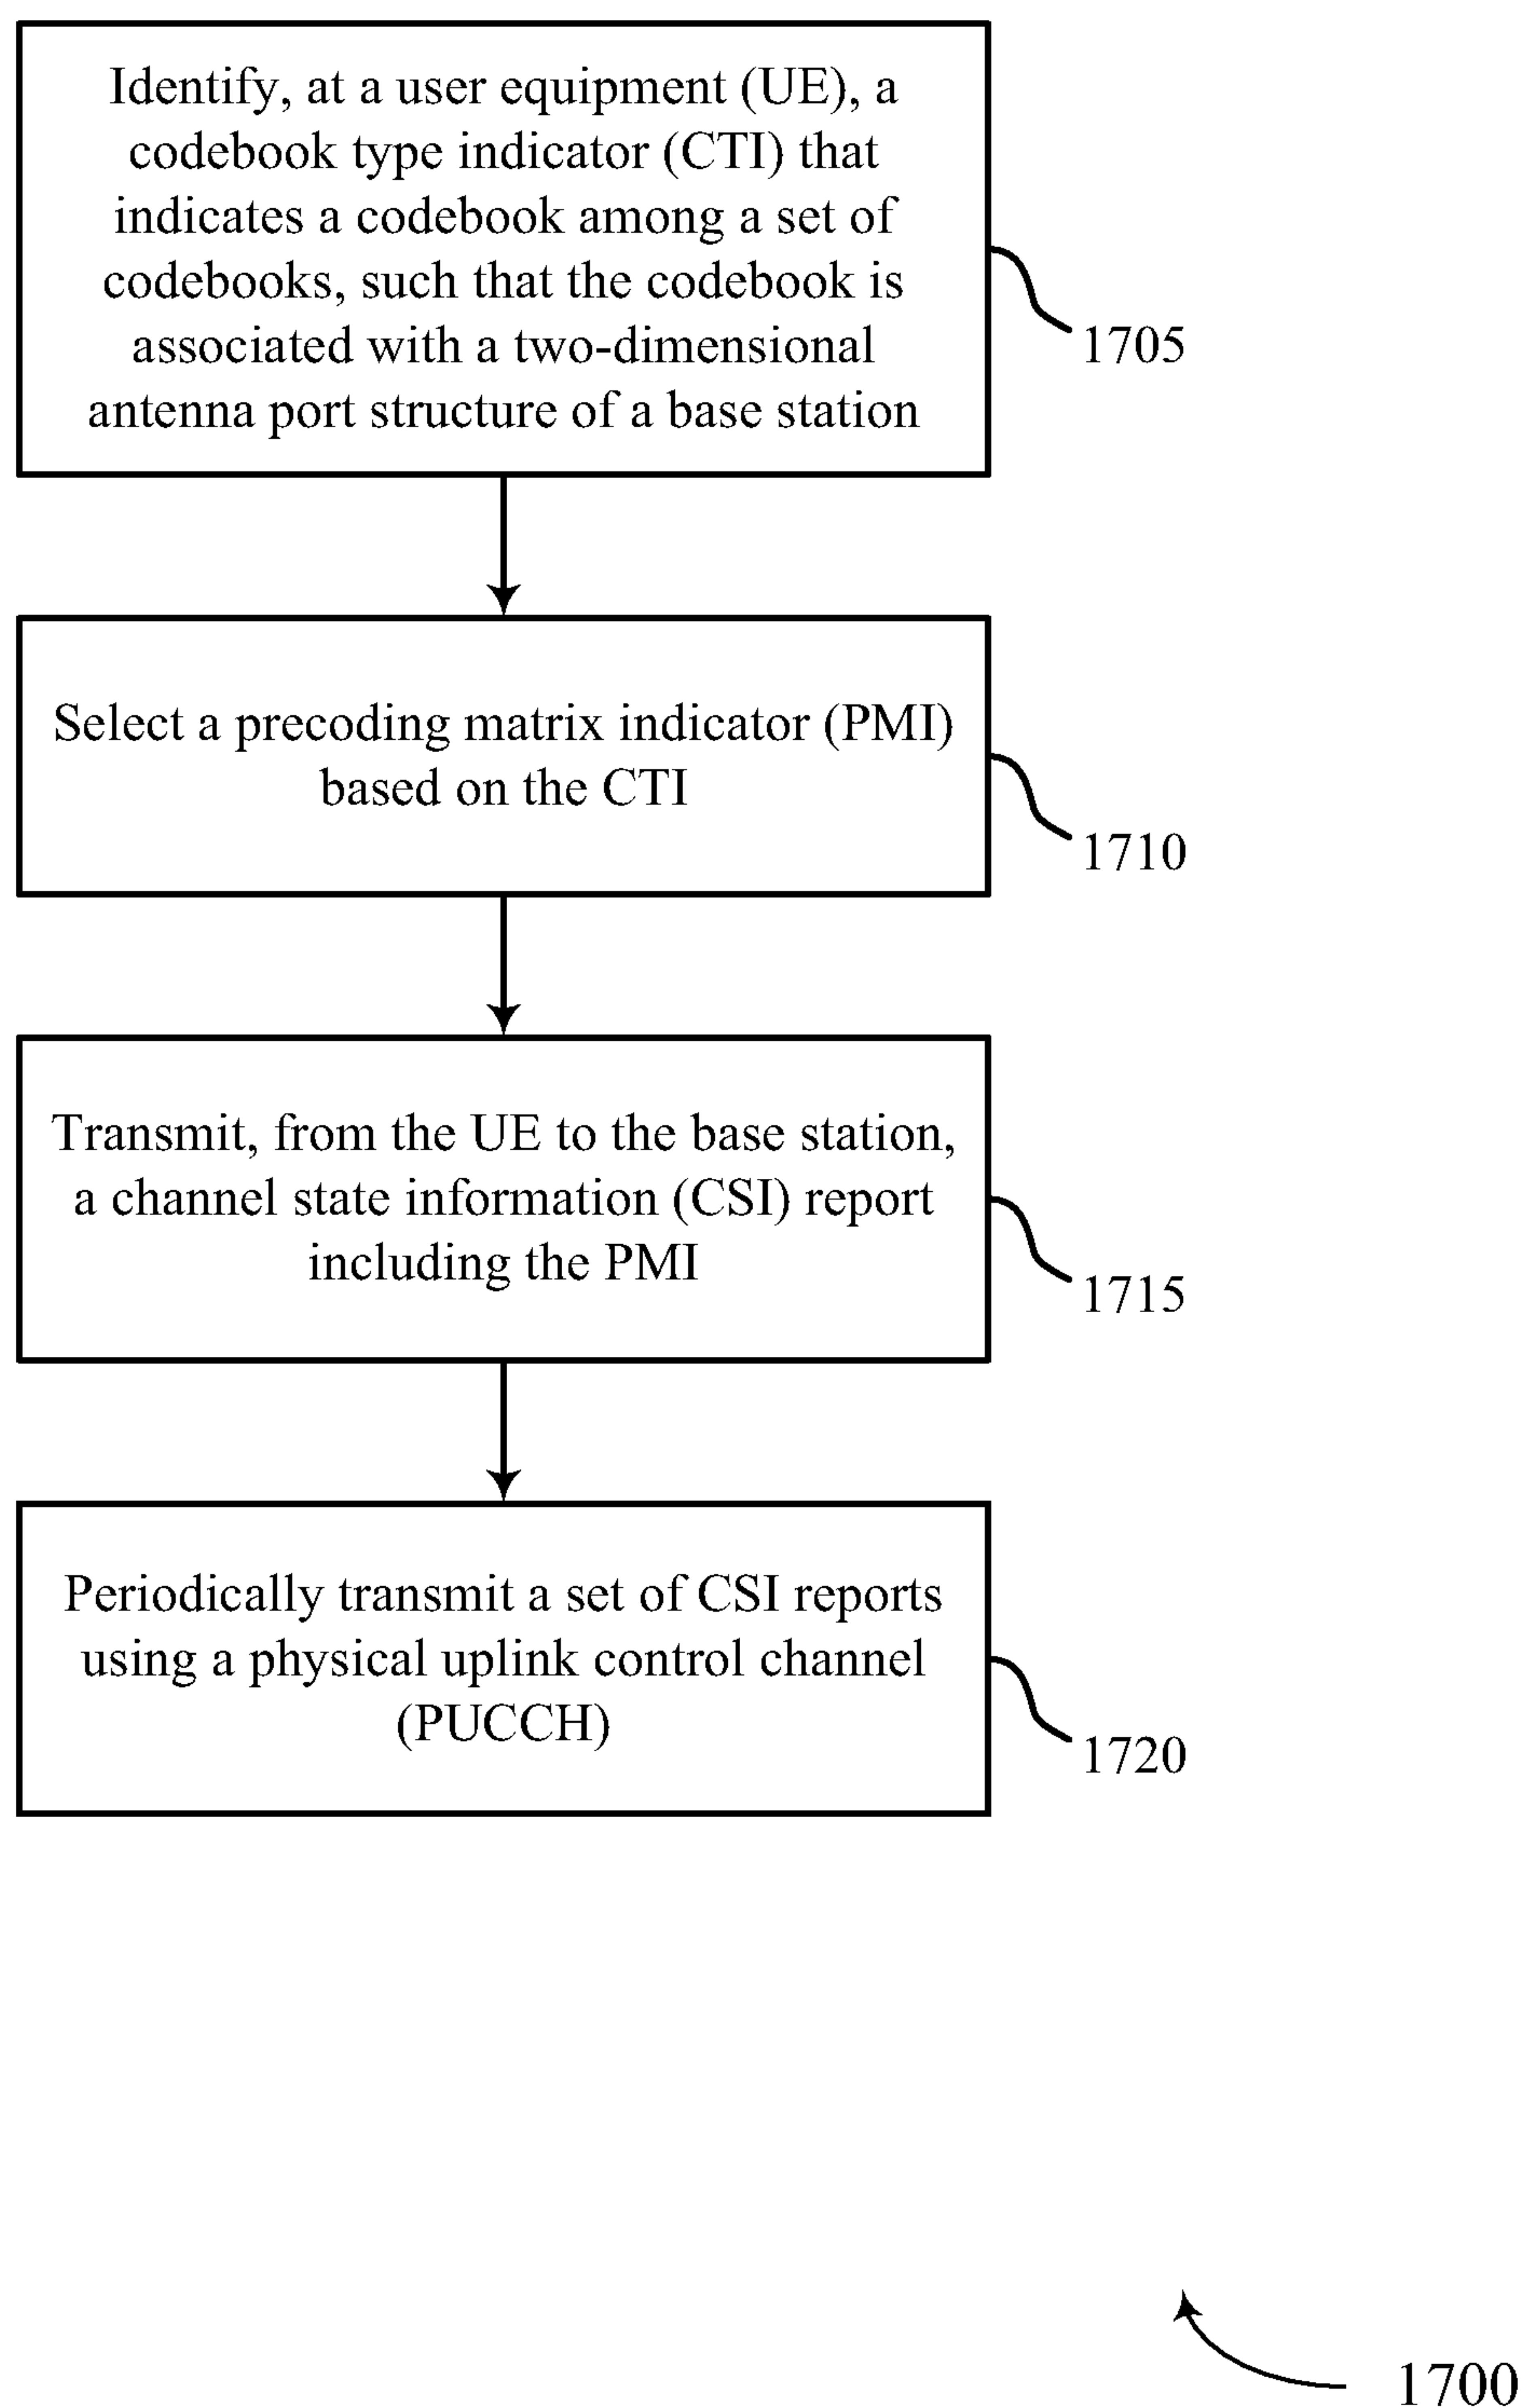 Identify, at a user equipment (UE), a
codebook type indicator (CTI) that
indicates a codebook among a set of
codebooks, such that the codebook is
associated with a two-dimensional
antenna port structure of a base station
1705
Select a precoding matrix indicator (PMI)
based on the CTI
1710
Transmit, from the UE to the base station,
a channel state information (CSI) report
including the PMI
1715
Periodically transmit a set of CSI reports
using a physical uplink control channel
(PUCCH)
1720
1700